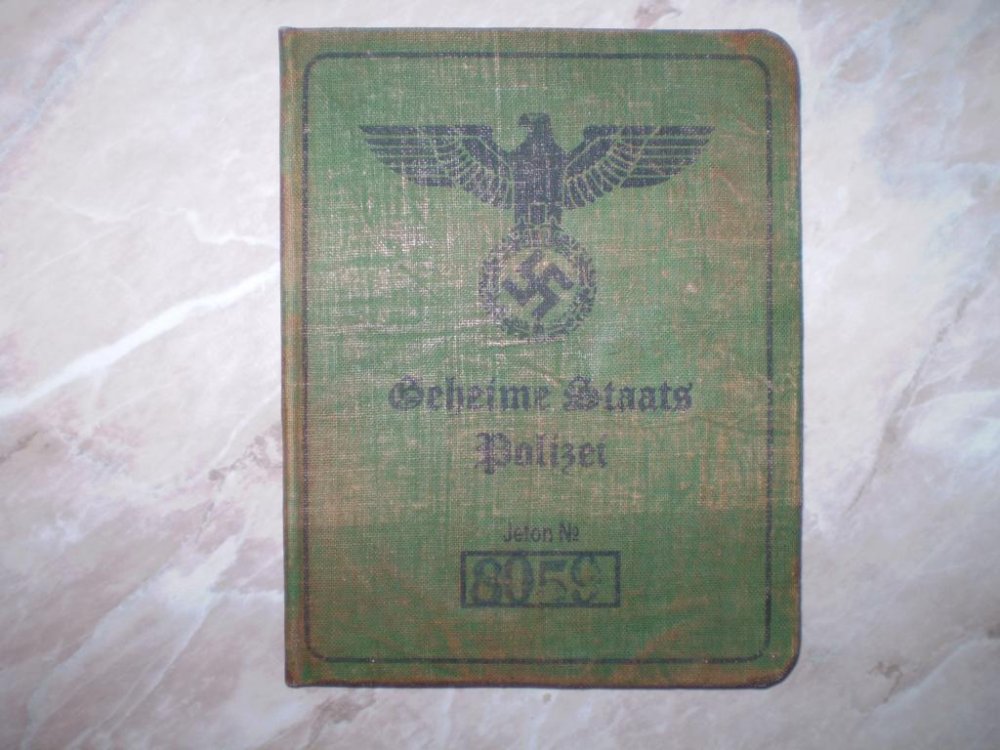 Geheime Staats
Polizei
Jeton №
8059